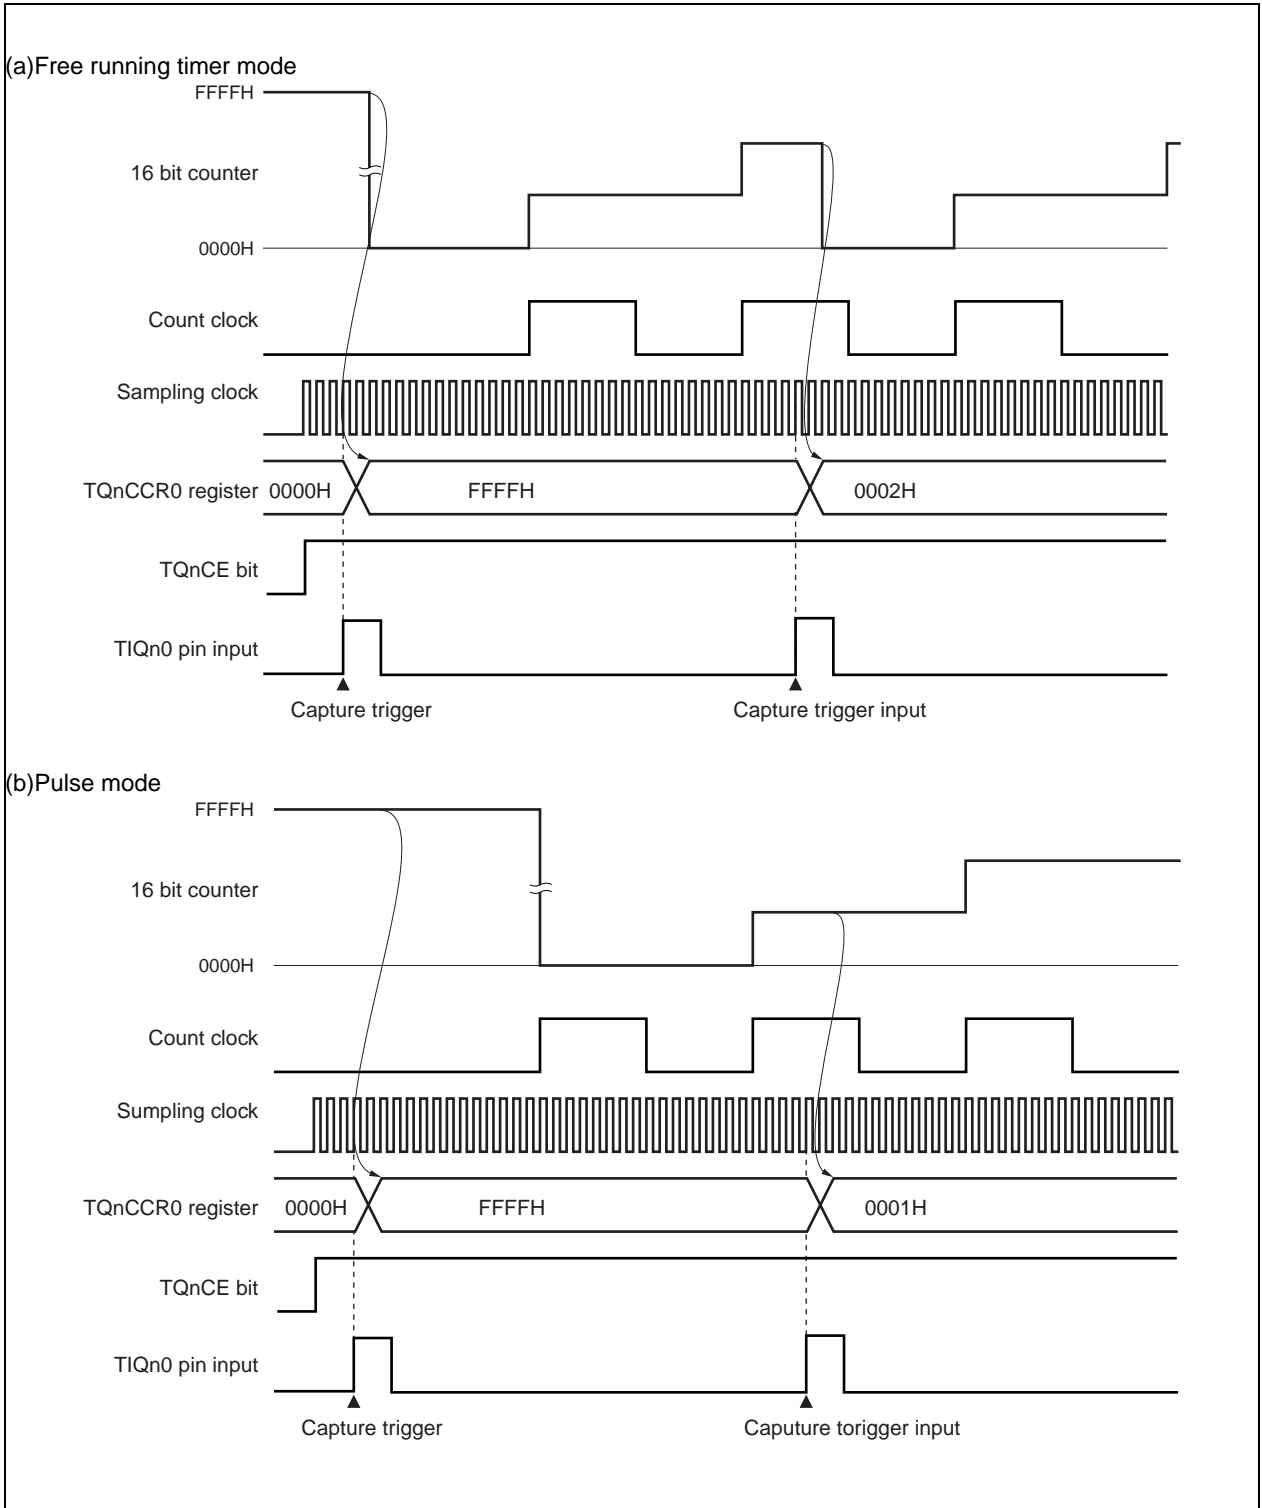 (a)Free running timer mode
FFFFH
16 bit counter
0000H
Count clock
Sampling clock
TQnCCR0 register 0000H FFFFH 0002H
TQnCE bit
TIQn0 pin input
Capture trigger Capture trigger input
(b)Pulse mode
FFFFH
16 bit counter
0000H
Count clock
Sumpling clock
TQnCCR0 register 0000H FFFFH 0001H
TQnCE bit
TIQn0 pin input
Capture trigger Caputure torigger input